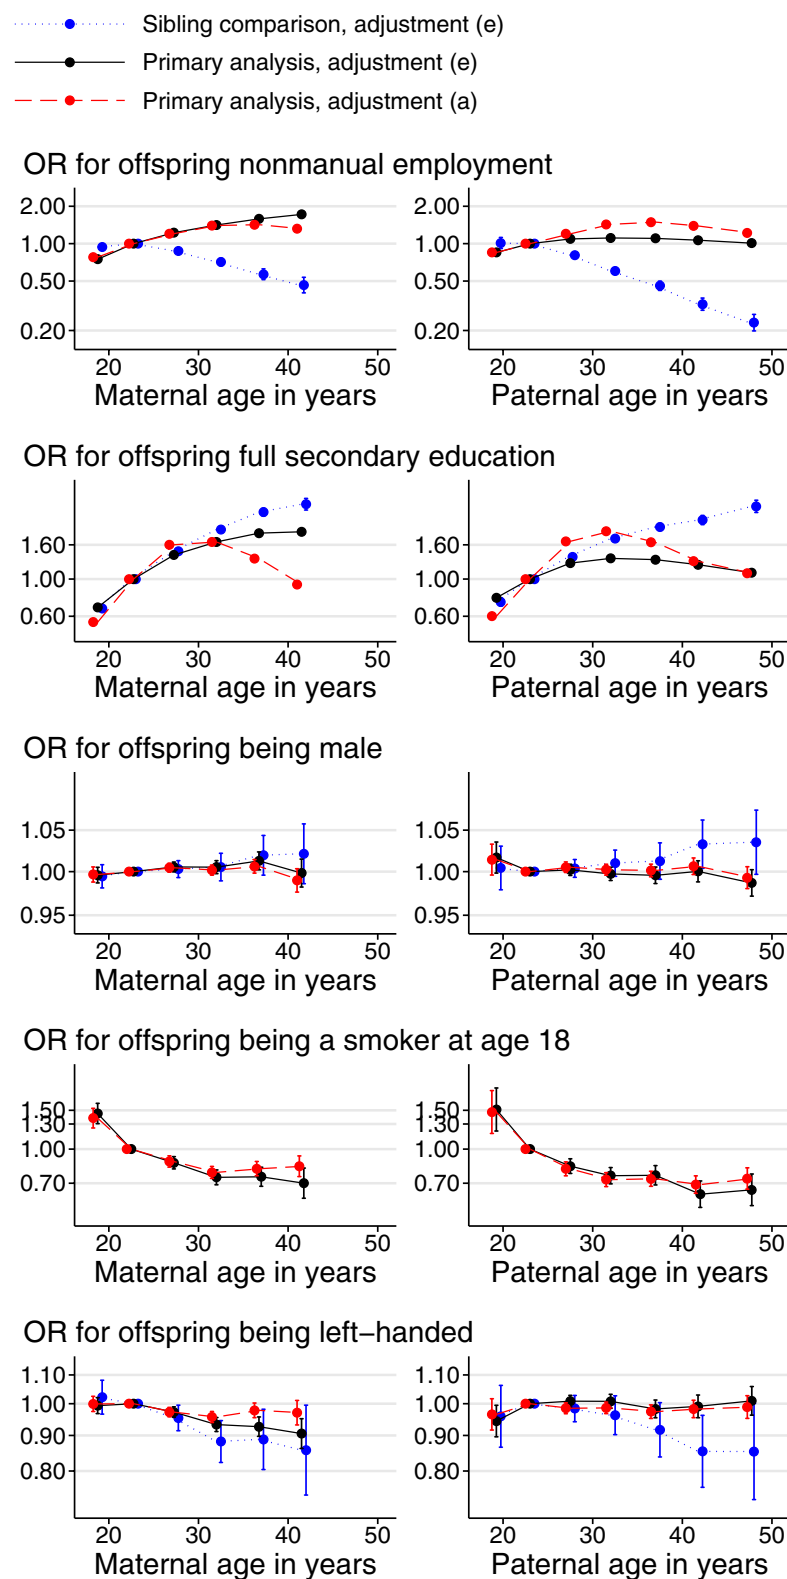 Sibling comparison, adjustment (e)
Primary analysis, adjustment (e)
Primary analysis, adjustment (a)
OR for offspring nonmanual employment
2.00
1.00
0.50
0.20
20 30 40 50
Maternal age in years
2.00
1.00
0.50
0.20
20 30 40 50
Paternal age in years
OR for offspring full secondary education
1.60
1.00
0.60
20 30 40 50
Maternal age in years
1.60
1.00
0.60
20 30 40 50
Paternal age in years
OR for offspring being male
1.05
1.00
0.95
20 30 40 50
Maternal age in years
1.05
1.00
0.95
20 30 40 50
Paternal age in years
OR for offspring being a smoker at age 18
1.50
1.30
1.00
0.70
20 30 40 50
Maternal age in years
1.50
1.30
1.00
0.70
20 30 40 50
Paternal age in years
OR for offspring being left−handed
1.10
1.00
0.90
0.80
20 30 40 50
Maternal age in years
1.10
1.00
0.90
0.80
20 30 40 50
Paternal age in years